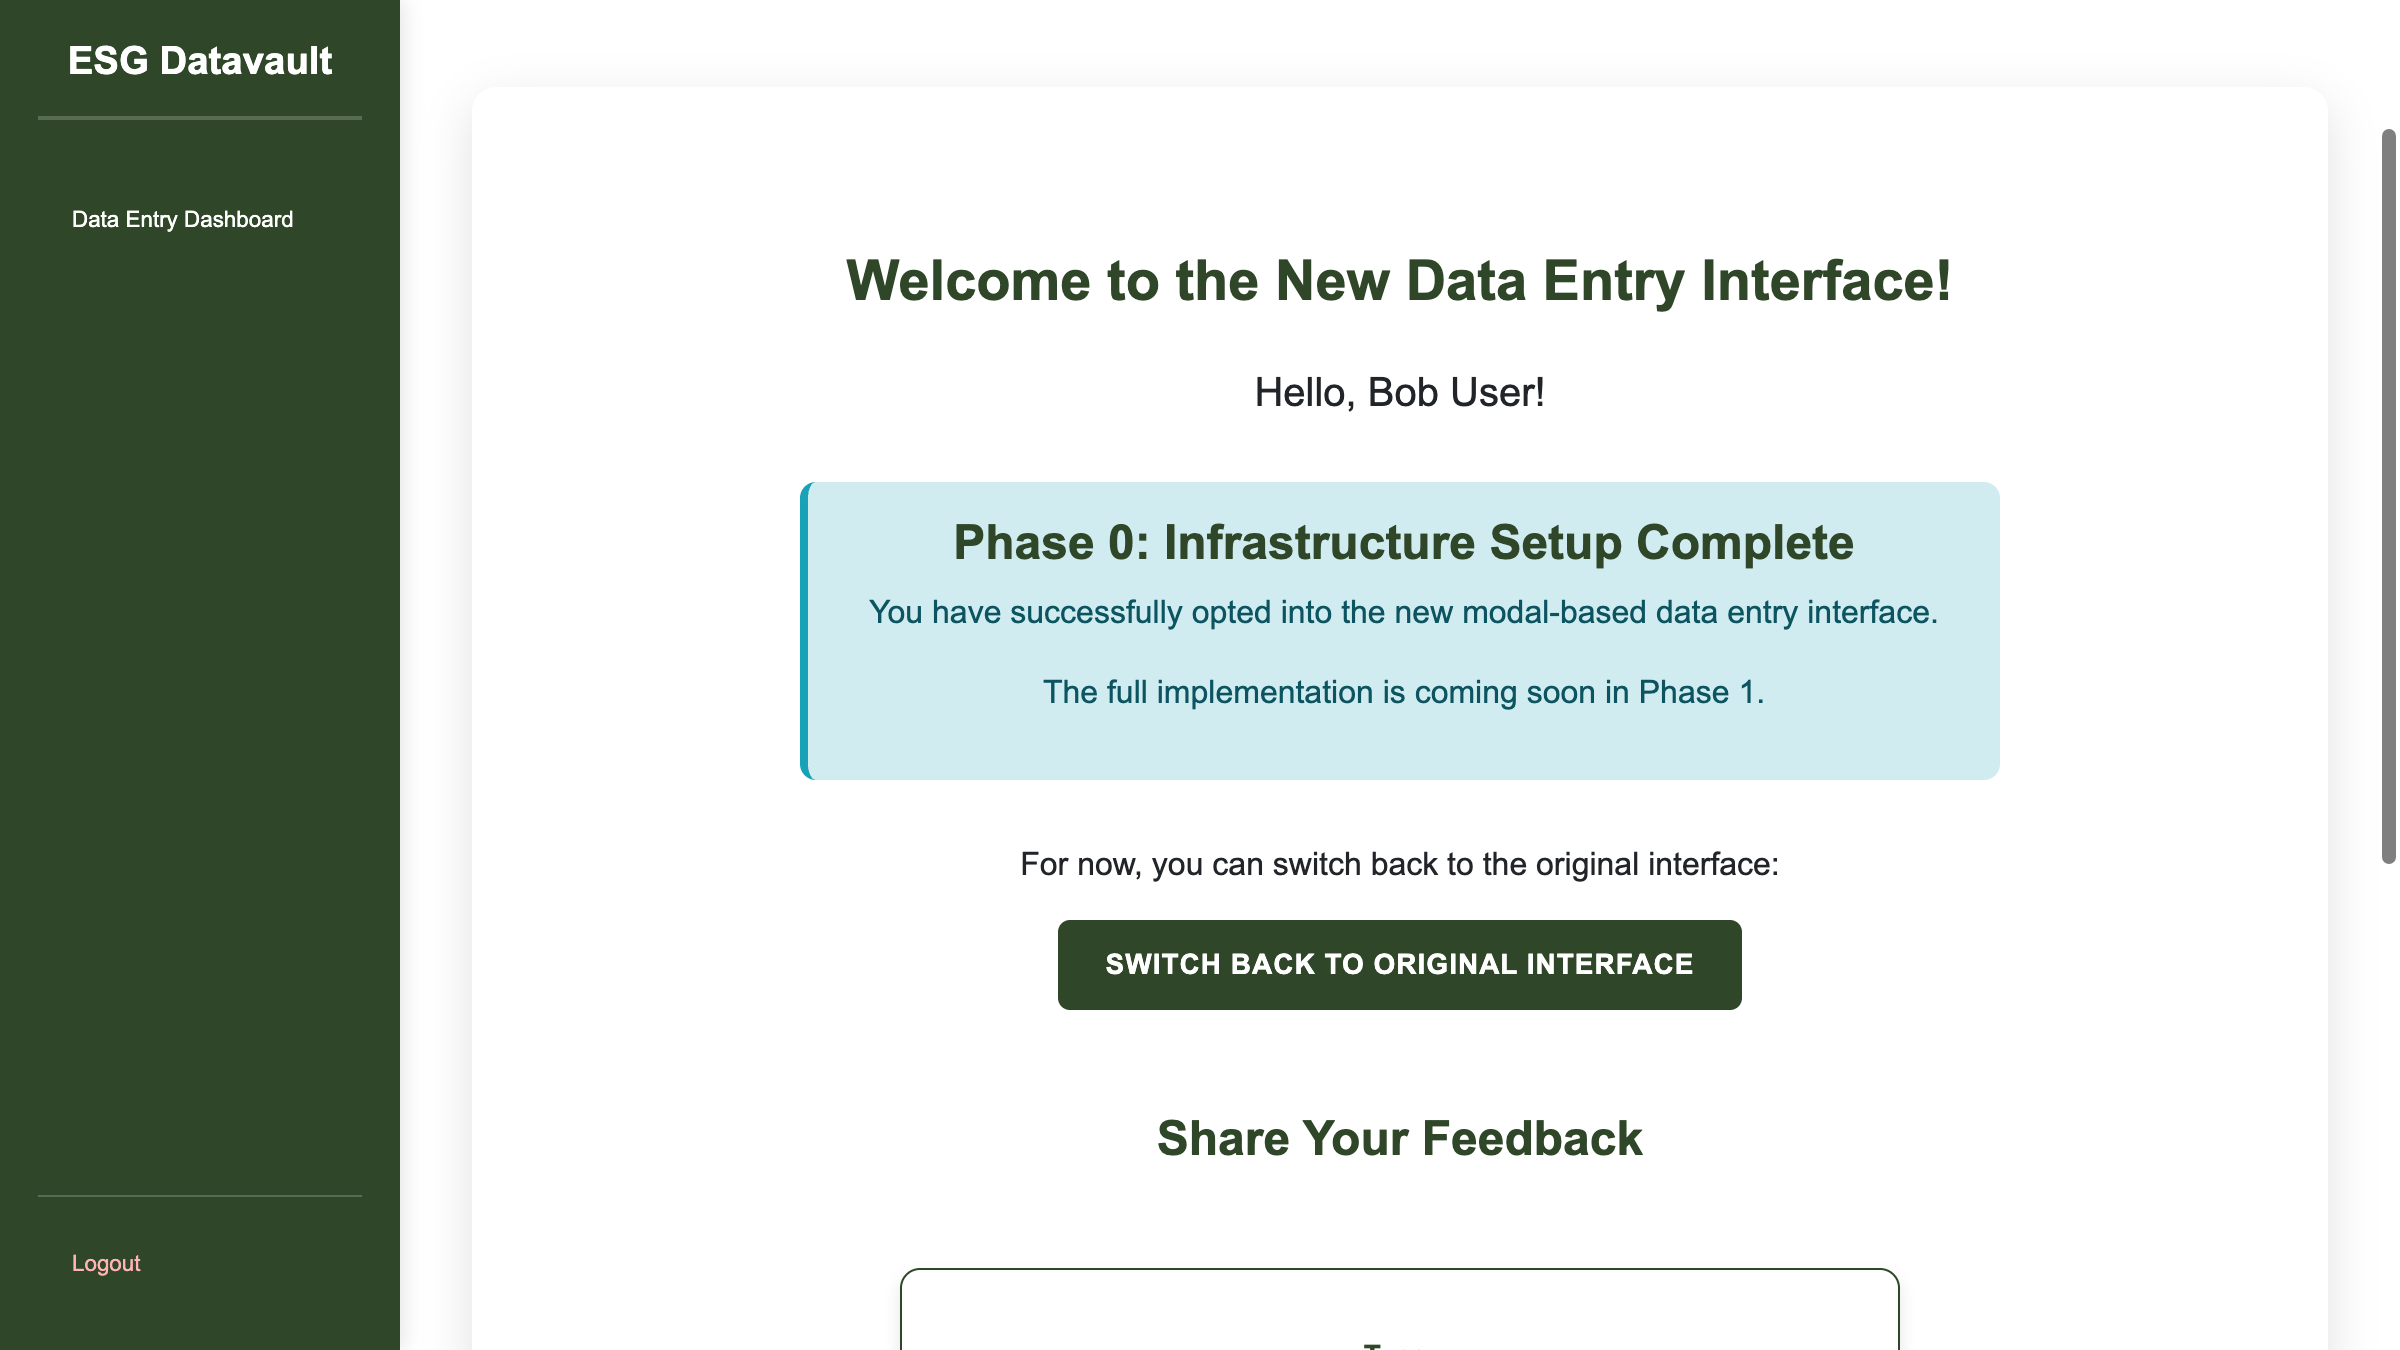 ESG Datavault
Data Entry Dashboard
Logout
Welcome to the New Data Entry Interface!
Hello, Bob User!
Phase 0: Infrastructure Setup Complete
You have successfully opted into the new modal-based data entry interface.
The full implementation is coming soon in Phase 1.
For now, you can switch back to the original interface:
SWITCH BACK TO ORIGINAL INTERFACE
Share Your Feedback